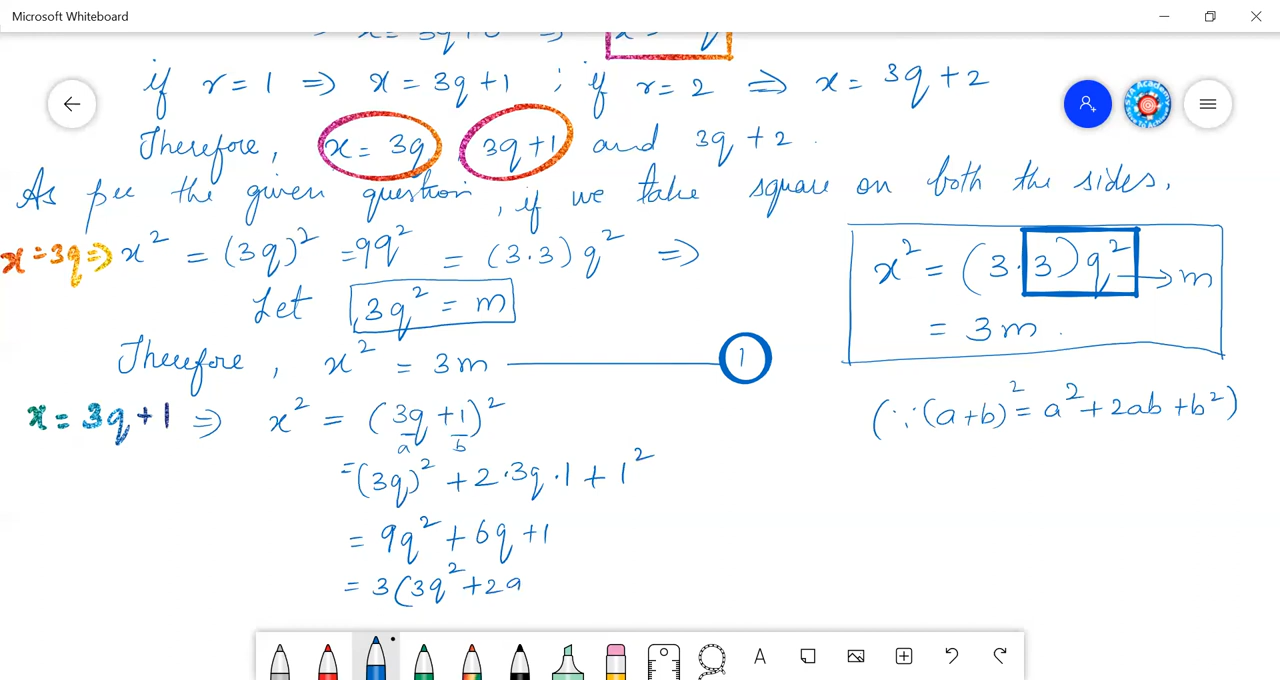 Microsoft Whiteboard
if r = 1 ⇒ x = 3q + 1 ; if r = 2 ⇒ x = 3q + 2
Therefore, x = 3q, 3q + 1 and 3q + 2.
As per the given question, if we take square on both the sides.
x = 3q ⇒ x² = (3q)² = 9q² = (3·3) q² ⇒
x² = (3·3) q² → m
= 3m.
Let 3q² = m
Therefore, x² = 3m ——— 1
x = 3q + 1 ⇒ x² = (3q + 1)²
a b
(∵ (a+b)² = a² + 2ab + b²)
= (3q)² + 2·3q·1 + 1²
= 9q² + 6q + 1
= 3(3q² + 2q
A